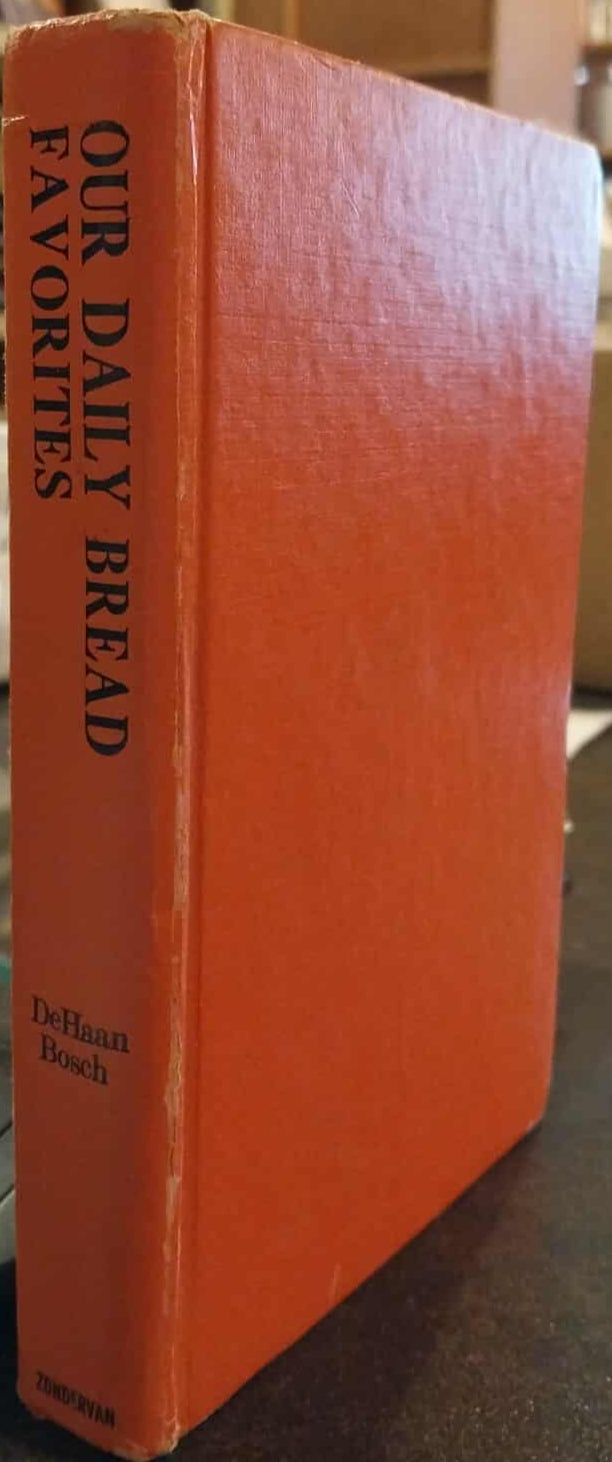 OUR DAILY BREAD
FAVORITES
DeHaan
Bosch
ZONDERVAN